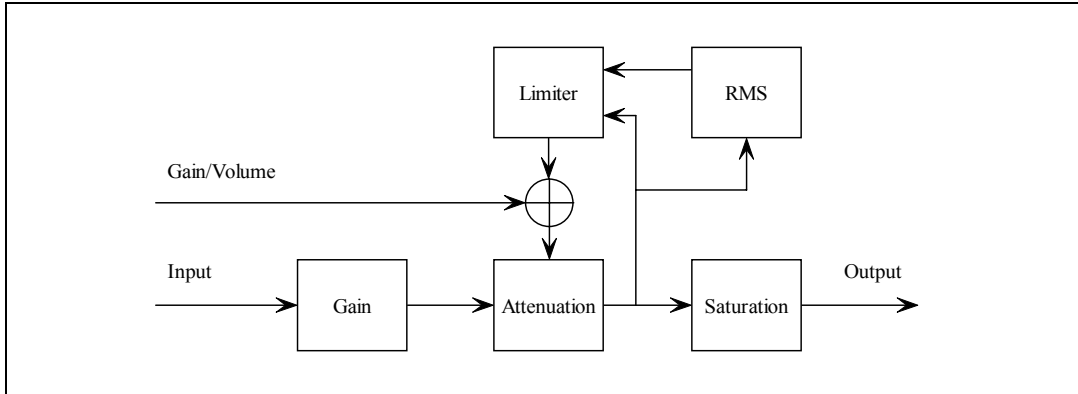 Limiter
RMS
Gain/Volume
Input
Output
Gain
Attenuation
Saturation